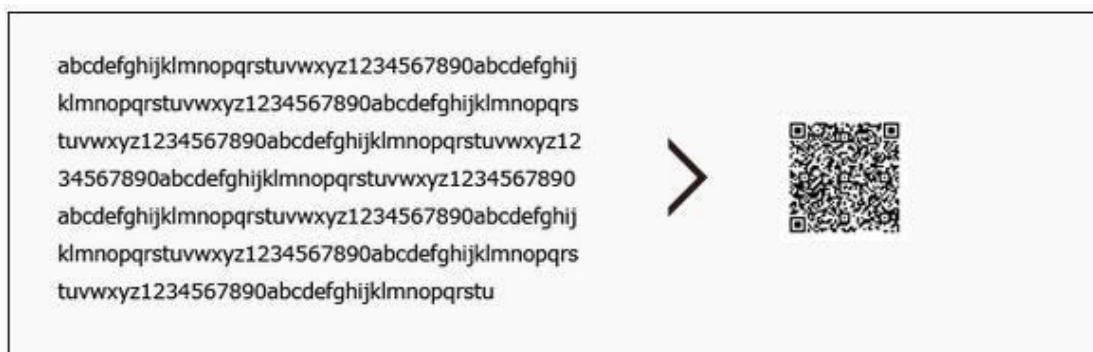 abcdefghijklmnopqrstuvwxyz1234567890abcdefghij
klmnopqrstuvwxyz1234567890abcdefghijklmnopqrs
tuvwxyz1234567890abcdefghijklmnopqrstuvwxyz12
34567890abcdefghijklmnopqrstuvwxyz1234567890
abcdefghijklmnopqrstuvwxyz1234567890abcdefghij
klmnopqrstuvwxyz1234567890abcdefghijklmnopqrs
tuvwxyz1234567890abcdefghijklmnopqrstu